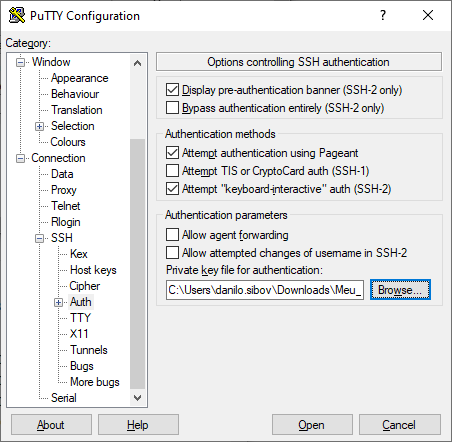 PuTTY Configuration
Category:
Window
Appearance
Behaviour
Translation
Selection
Colours
Connection
Data
Proxy
Telnet
Rlogin
SSH
Kex
Host keys
Cipher
Auth
TTY
X11
Tunnels
Bugs
More bugs
Serial
Options controlling SSH authentication
Display pre-authentication banner (SSH-2 only)
Bypass authentication entirely (SSH-2 only)
Authentication methods
Attempt authentication using Pageant
Attempt TIS or CryptoCard auth (SSH-1)
Attempt "keyboard-interactive" auth (SSH-2)
Authentication parameters
Allow agent forwarding
Allow attempted changes of username in SSH-2
Private key file for authentication:
C:\Users\danilo.sibov\Downloads\Meu_ Browse...
About Help Open Cancel